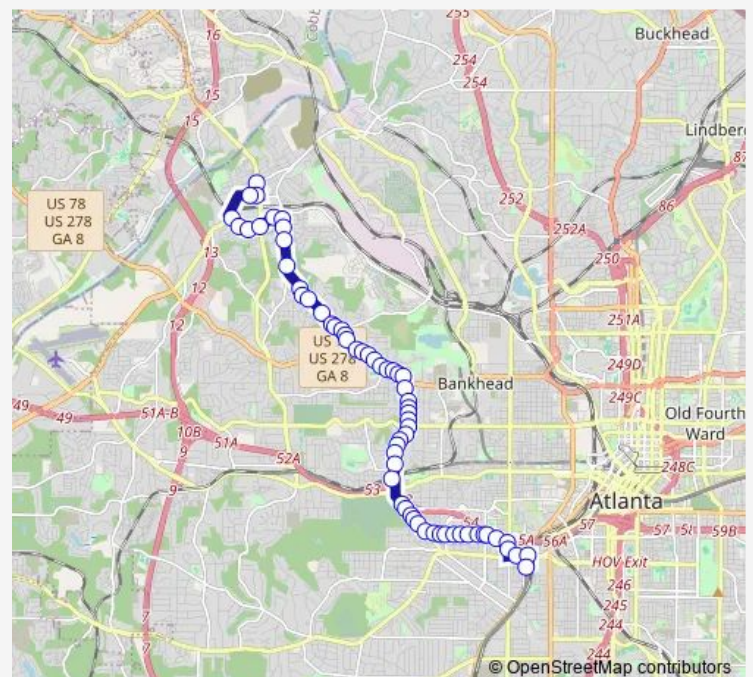 255
16
Buckhead
254
254
15
15
Lindber
87
US 78
US 278
GA 8
86
252
252A
13
250
12
251A
12
US
US 278
GA 8
249D
Bankhead
249C
49
49
51A-B
Old Fourth
Ward
10B
51A
9
52A
248C
9
53
Atlanta
54
57
57
5I
59B
5A
56A
HOV Exit
246
245
244
7
7
244
© OpenStreetMap contributors